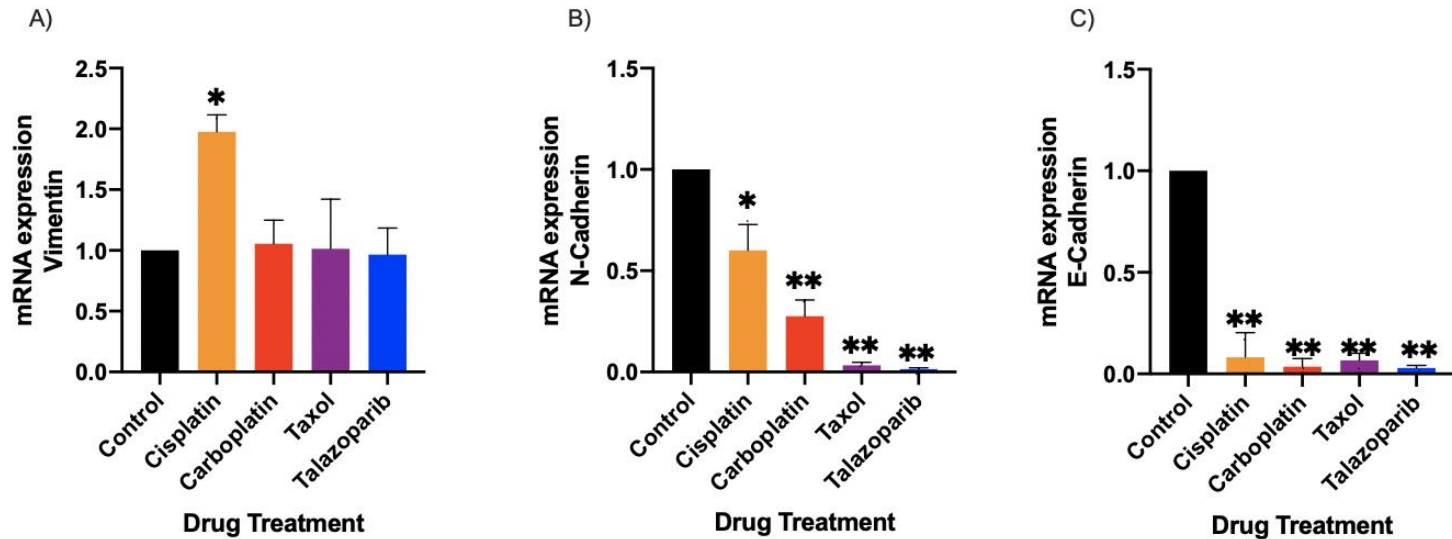 A)
mRNA expression
Vimentin
2.5
2.0
1.5
1.0
0.5
0.0
*
Control
Cisplatin
Carboplatin
Taxol
Talazoparib
Drug Treatment
B)
mRNA expression
N-Cadherin
1.5
1.0
0.5
0.0
*
**
**
**
Control
Cisplatin
Carboplatin
Taxol
Talazoparib
Drug Treatment
C)
mRNA expression
E-Cadherin
1.5
1.0
0.5
0.0
**
**
**
**
Control
Cisplatin
Carboplatin
Taxol
Talazoparib
Drug Treatment